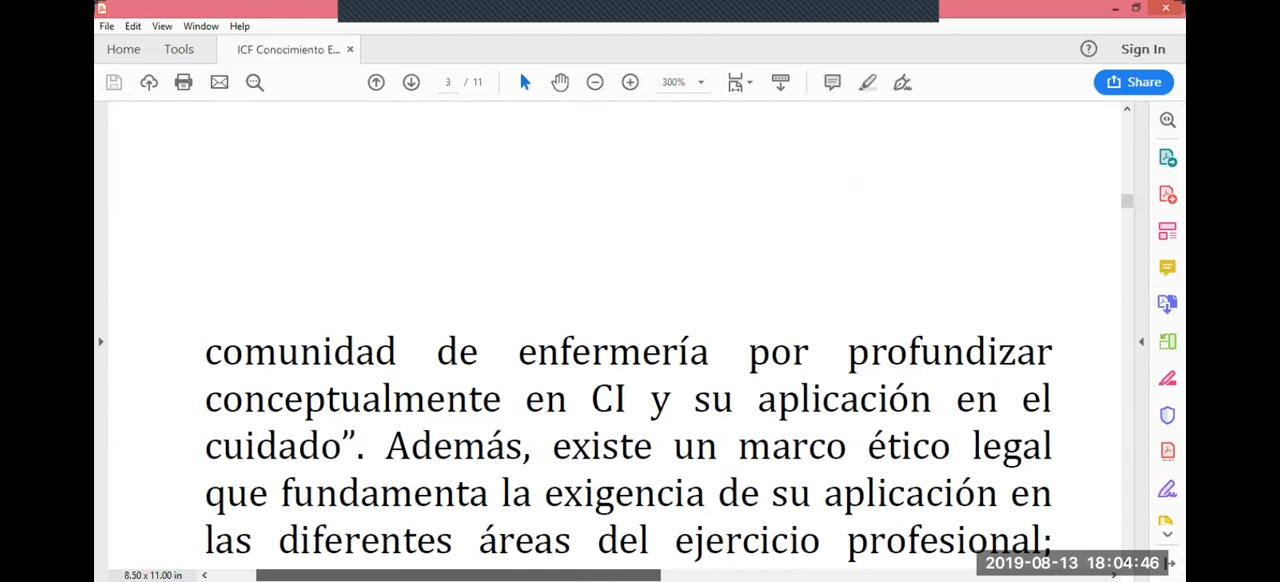 File Edit View Window Help
Home Tools ICF Conocimiento E... × Sign In
3 / 11 300% Share
comunidad de enfermería por profundizar
conceptualmente en CI y su aplicación en el
cuidado”. Además, existe un marco ético legal
que fundamenta la exigencia de su aplicación en
las diferentes áreas del ejercicio profesional;
2019-08-13 18:04:46
8.50 x 11.00 in